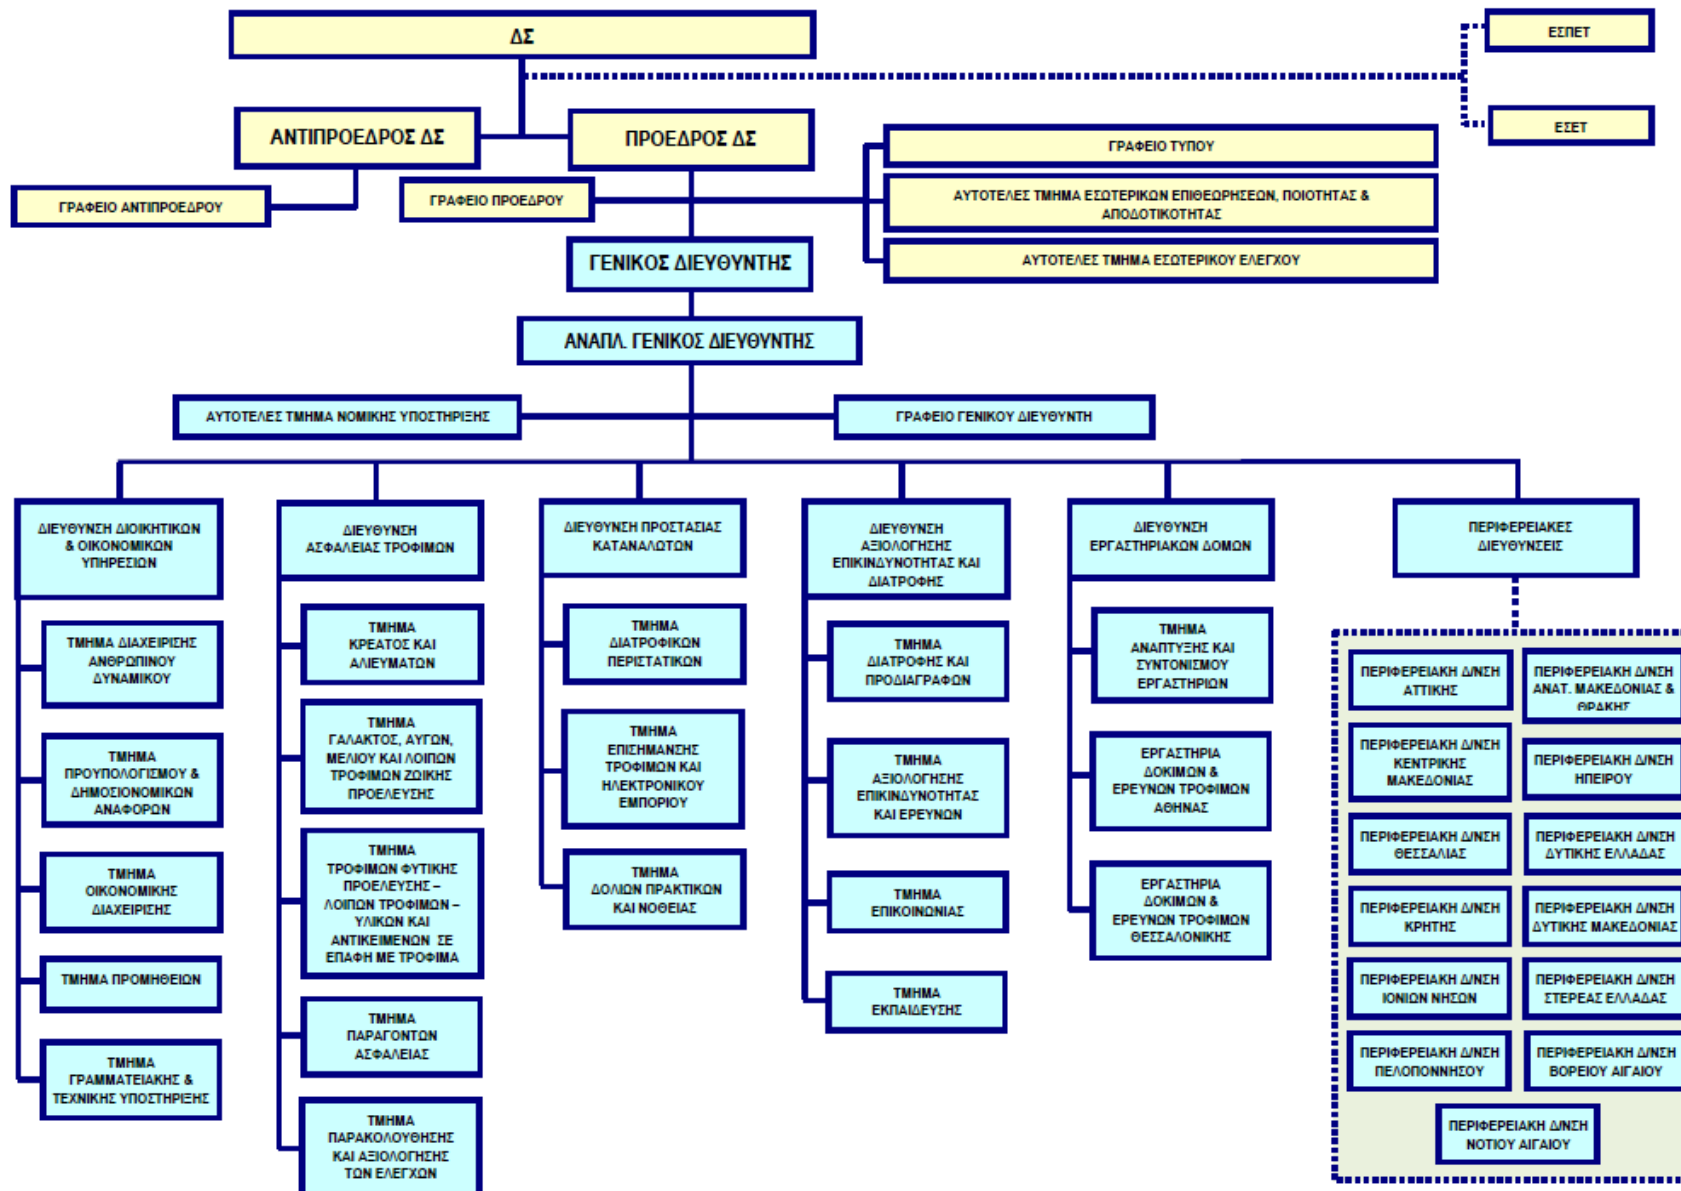 ΔΣ
ΕΣΠΕΤ
ΕΣΕΤ
ΑΝΤΙΠΡΟΕΔΡΟΣ ΔΣ
ΠΡΟΕΔΡΟΣ ΔΣ
ΓΡΑΦΕΙΟ ΤΥΠΟΥ
ΓΡΑΦΕΙΟ ΑΝΤΙΠΡΟΕΔΡΟΥ
ΓΡΑΦΕΙΟ ΠΡΟΕΔΡΟΥ
ΑΥΤΟΤΕΛΕΣ ΤΜΗΜΑ ΕΣΩΤΕΡΙΚΩΝ ΕΠΙΘΕΩΡΗΣΕΩΝ, ΠΟΙΟΤΗΤΑΣ &
ΑΠΟΔΟΤΙΚΟΤΗΤΑΣ
ΑΥΤΟΤΕΛΕΣ ΤΜΗΜΑ ΕΣΩΤΕΡΙΚΟΥ ΕΛΕΓΧΟΥ
ΓΕΝΙΚΟΣ ΔΙΕΥΘΥΝΤΗΣ
ΑΝΑΠΛ. ΓΕΝΙΚΟΣ ΔΙΕΥΘΥΝΤΗΣ
ΑΥΤΟΤΕΛΕΣ ΤΜΗΜΑ ΝΟΜΙΚΗΣ ΥΠΟΣΤΗΡΙΞΗΣ
ΓΡΑΦΕΙΟ ΓΕΝΙΚΟΥ ΔΙΕΥΘΥΝΤΗ
ΔΙΕΥΘΥΝΣΗ ΔΙΟΙΚΗΤΙΚΩΝ
& ΟΙΚΟΝΟΜΙΚΩΝ
ΥΠΗΡΕΣΙΩΝ
ΤΜΗΜΑ ΔΙΑΧΕΙΡΙΣΗΣ
ΑΝΘΡΩΠΙΝΟΥ
ΔΥΝΑΜΙΚΟΥ
ΤΜΗΜΑ
ΠΡΟΥΠΟΛΟΓΙΣΜΟΥ &
ΔΗΜΟΣΙΟΝΟΜΙΚΩΝ
ΑΝΑΦΟΡΩΝ
ΤΜΗΜΑ
ΟΙΚΟΝΟΜΙΚΗΣ
ΔΙΑΧΕΙΡΙΣΗΣ
ΤΜΗΜΑ ΠΡΟΜΗΘΕΙΩΝ
ΤΜΗΜΑ
ΓΡΑΜΜΑΤΕΙΑΚΗΣ &
ΤΕΧΝΙΚΗΣ ΥΠΟΣΤΗΡΙΞΗΣ
ΔΙΕΥΘΥΝΣΗ
ΑΣΦΑΛΕΙΑΣ ΤΡΟΦΙΜΩΝ
ΤΜΗΜΑ
ΚΡΕΑΤΟΣ ΚΑΙ
ΑΛΙΕΥΜΑΤΩΝ
ΤΜΗΜΑ
ΓΑΛΑΚΤΟΣ, ΑΥΓΩΝ,
ΜΕΛΙΟΥ ΚΑΙ ΛΟΙΠΩΝ
ΤΡΟΦΙΜΩΝ ΖΩΙΚΗΣ
ΠΡΟΕΛΕΥΣΗΣ
ΤΜΗΜΑ
ΤΡΟΦΙΜΩΝ ΦΥΤΙΚΗΣ
ΠΡΟΕΛΕΥΣΗΣ –
ΛΟΙΠΩΝ ΤΡΟΦΙΜΩΝ –
ΥΛΙΚΩΝ ΚΑΙ
ΑΝΤΙΚΕΙΜΕΝΩΝ ΣΕ
ΕΠΑΦΗ ΜΕ ΤΡΟΦΙΜΑ
ΤΜΗΜΑ
ΠΑΡΑΓΟΝΤΩΝ
ΑΣΦΑΛΕΙΑΣ
ΤΜΗΜΑ
ΠΑΡΑΚΟΛΟΥΘΗΣΗΣ
ΚΑΙ ΑΞΙΟΛΟΓΗΣΗΣ
ΤΩΝ ΕΛΕΓΧΩΝ
ΔΙΕΥΘΥΝΣΗ ΠΡΟΣΤΑΣΙΑΣ
ΚΑΤΑΝΑΛΩΤΩΝ
ΤΜΗΜΑ
ΔΙΑΤΡΟΦΙΚΩΝ
ΠΕΡΙΣΤΑΤΙΚΩΝ
ΤΜΗΜΑ
ΕΠΙΣΗΜΑΝΣΗΣ
ΤΡΟΦΙΜΩΝ ΚΑΙ
ΗΛΕΚΤΡΟΝΙΚΟΥ
ΕΜΠΟΡΙΟΥ
ΤΜΗΜΑ
ΔΟΛΙΩΝ ΠΡΑΚΤΙΚΩΝ
ΚΑΙ ΝΟΘΕΙΑΣ
ΔΙΕΥΘΥΝΣΗ
ΑΞΙΟΛΟΓΗΣΗΣ
ΕΠΙΚΙΝΔΥΝΟΤΗΤΑΣ ΚΑΙ
ΔΙΑΤΡΟΦΗΣ
ΤΜΗΜΑ
ΔΙΑΤΡΟΦΗΣ ΚΑΙ
ΠΡΟΔΙΑΓΡΑΦΩΝ
ΤΜΗΜΑ
ΑΞΙΟΛΟΓΗΣΗΣ
ΕΠΙΚΙΝΔΥΝΟΤΗΤΑΣ
ΚΑΙ ΕΡΕΥΝΩΝ
ΤΜΗΜΑ
ΕΠΙΚΟΙΝΩΝΙΑΣ
ΤΜΗΜΑ
ΕΚΠΑΙΔΕΥΣΗΣ
ΔΙΕΥΘΥΝΣΗ
ΕΡΓΑΣΤΗΡΙΑΚΩΝ ΔΟΜΩΝ
ΤΜΗΜΑ
ΑΝΑΠΤΥΞΗΣ ΚΑΙ
ΣΥΝΤΟΝΙΣΜΟΥ
ΕΡΓΑΣΤΗΡΙΩΝ
ΕΡΓΑΣΤΗΡΙΑ
ΔΟΚΙΜΩΝ &
ΕΡΕΥΝΩΝ ΤΡΟΦΙΜΩΝ
ΑΘΗΝΑΣ
ΕΡΓΑΣΤΗΡΙΑ
ΔΟΚΙΜΩΝ &
ΕΡΕΥΝΩΝ ΤΡΟΦΙΜΩΝ
ΘΕΣΣΑΛΟΝΙΚΗΣ
ΠΕΡΙΦΕΡΕΙΑΚΕΣ
ΔΙΕΥΘΥΝΣΕΙΣ
ΠΕΡΙΦΕΡΕΙΑΚΗ Δ/ΝΣΗ
ΑΤΤΙΚΗΣ
ΠΕΡΙΦΕΡΕΙΑΚΗ Δ/ΝΣΗ
ΑΝΑΤ. ΜΑΚΕΔΟΝΙΑΣ &
ΘΡΑΚΗΣ
ΠΕΡΙΦΕΡΕΙΑΚΗ Δ/ΝΣΗ
ΚΕΝΤΡΙΚΗΣ
ΜΑΚΕΔΟΝΙΑΣ
ΠΕΡΙΦΕΡΕΙΑΚΗ Δ/ΝΣΗ
ΗΠΕΙΡΟΥ
ΠΕΡΙΦΕΡΕΙΑΚΗ Δ/ΝΣΗ
ΘΕΣΣΑΛΙΑΣ
ΠΕΡΙΦΕΡΕΙΑΚΗ Δ/ΝΣΗ
ΔΥΤΙΚΗΣ ΕΛΛΑΔΑΣ
ΠΕΡΙΦΕΡΕΙΑΚΗ Δ/ΝΣΗ
ΚΡΗΤΗΣ
ΠΕΡΙΦΕΡΕΙΑΚΗ Δ/ΝΣΗ
ΔΥΤΙΚΗΣ ΜΑΚΕΔΟΝΙΑΣ
ΠΕΡΙΦΕΡΕΙΑΚΗ Δ/ΝΣΗ
ΙΟΝΙΩΝ ΝΗΣΩΝ
ΠΕΡΙΦΕΡΕΙΑΚΗ Δ/ΝΣΗ
ΣΤΕΡΕΑΣ ΕΛΛΑΔΑΣ
ΠΕΡΙΦΕΡΕΙΑΚΗ Δ/ΝΣΗ
ΠΕΛΟΠΟΝΝΗΣΟΥ
ΠΕΡΙΦΕΡΕΙΑΚΗ Δ/ΝΣΗ
ΒΟΡΕΙΟΥ ΑΙΓΑΙΟΥ
ΠΕΡΙΦΕΡΕΙΑΚΗ Δ/ΝΣΗ
ΝΟΤΙΟΥ ΑΙΓΑΙΟΥ